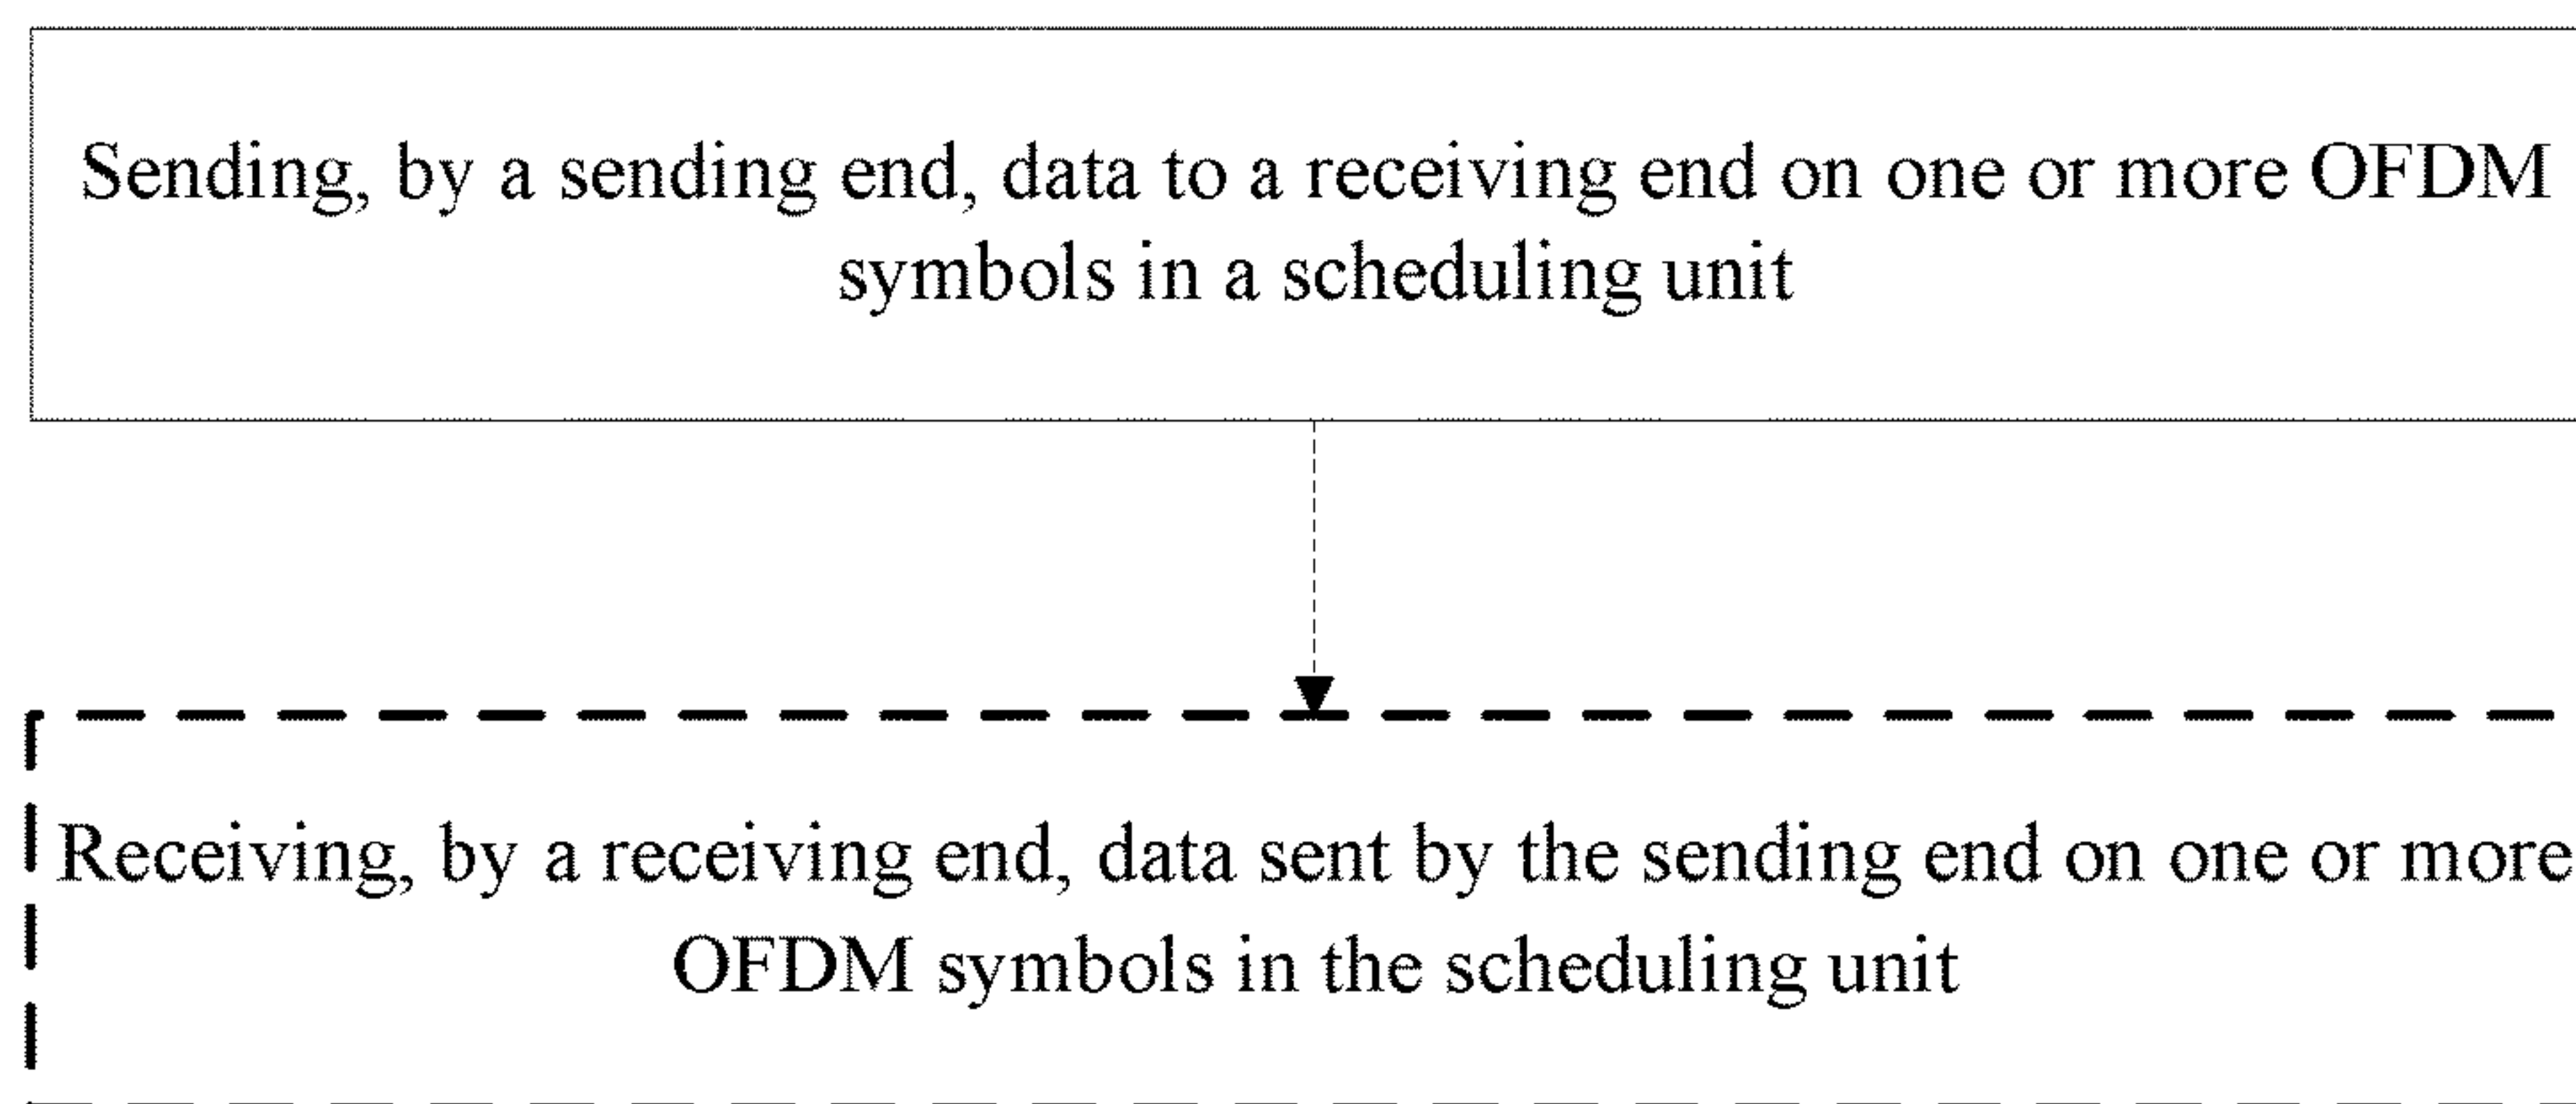 Sending, by a sending end, data to a receiving end on one or more OFDM
symbols in a scheduling unit
Receiving, by a receiving end, data sent by the sending end on one or more
OFDM symbols in the scheduling unit